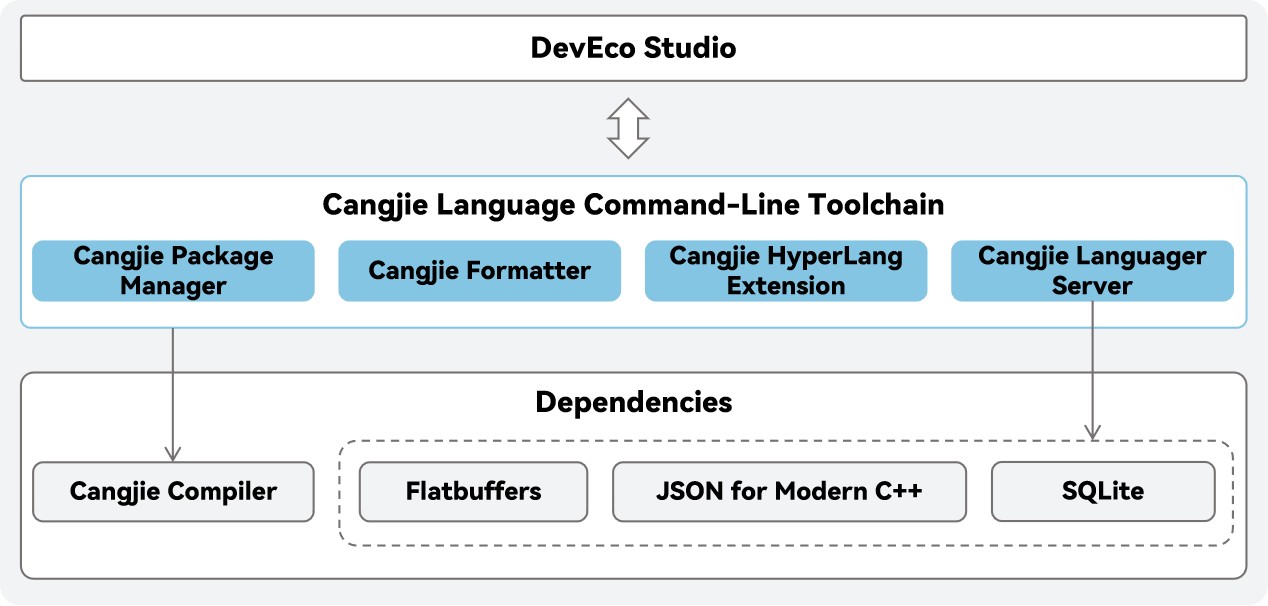 DevEco Studio
Cangjie Language Command-Line Toolchain
Cangjie Package
Manager
Cangjie Formatter
Cangjie HyperLang
Extension
Cangjie Languager
Server
Dependencies
Cangjie Compiler
Flatbuffers
JSON for Modern C++
SQLite